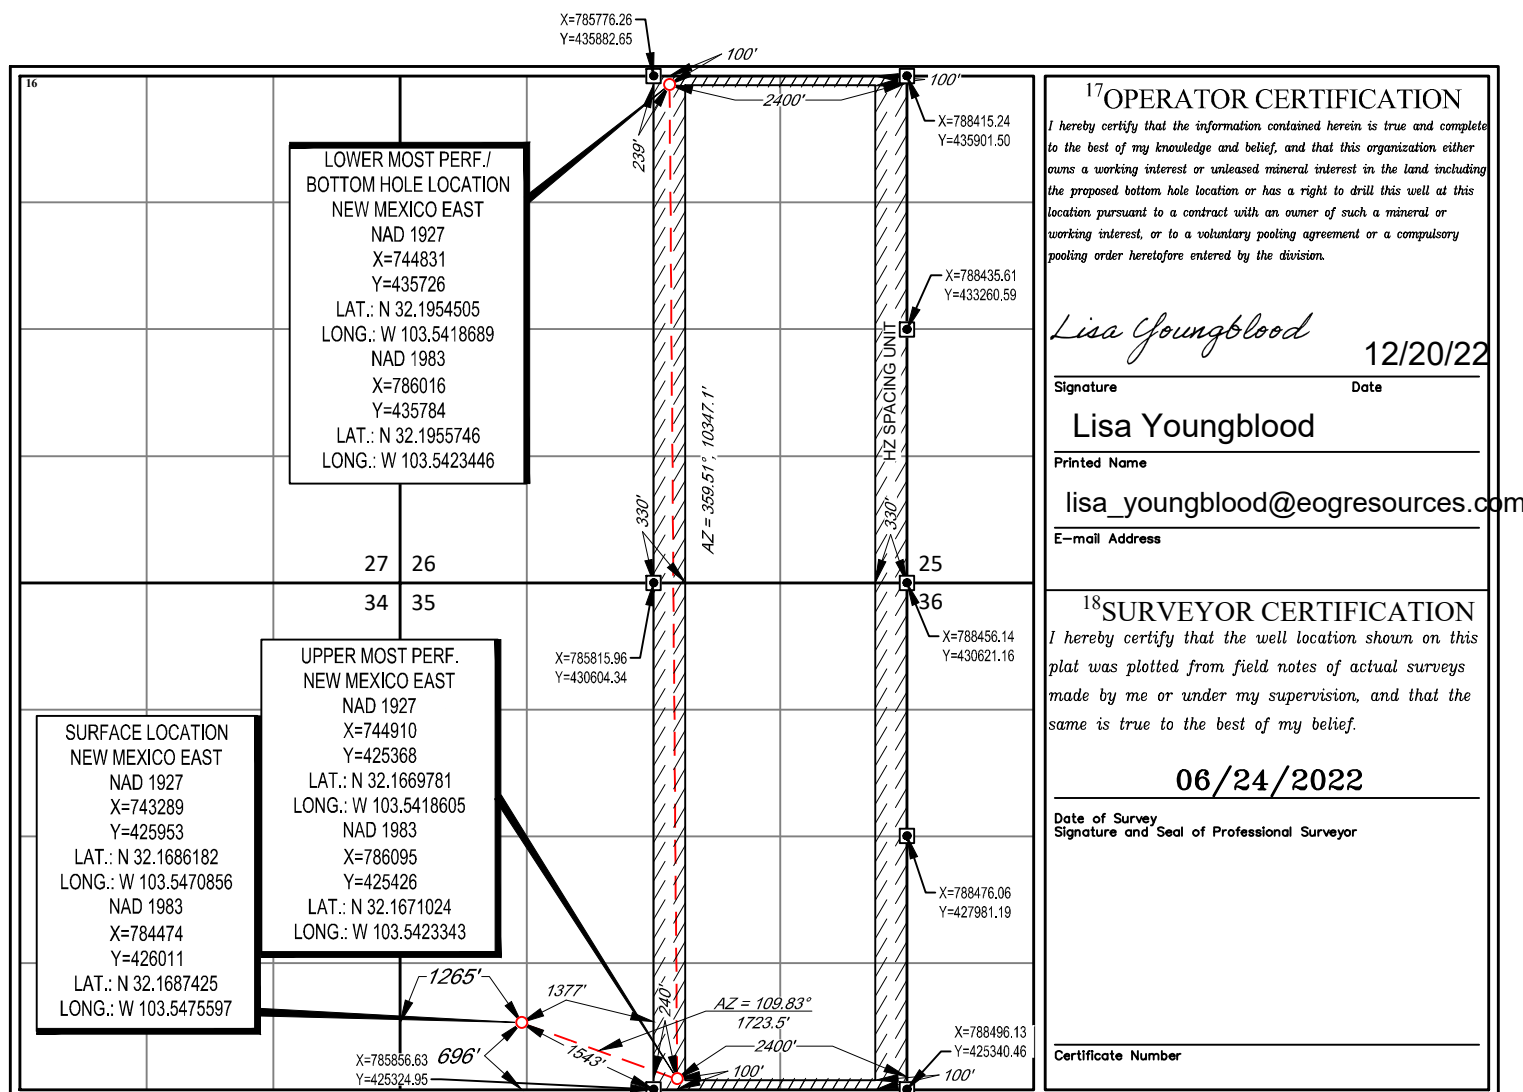 X=785776.26
Y=435882.65
100'
16
100'
2400'
X=788415.24
Y=435901.50
239'
LOWER MOST PERF./
BOTTOM HOLE LOCATION
NEW MEXICO EAST
NAD 1927
X=744831
Y=435726
LAT.: N 32.1954505
LONG.: W 103.5418689
NAD 1983
X=786016
Y=435784
LAT.: N 32.1955746
LONG.: W 103.5423446
X=788435.61
Y=433260.59
HZ SPACING UNIT
AZ = 359.51°, 10347.1'
330'
330'
27 26
25
34 35
36
X=785815.96
Y=430604.34
X=788456.14
Y=430621.16
UPPER MOST PERF.
NEW MEXICO EAST
NAD 1927
X=744910
Y=425368
LAT.: N 32.1669781
LONG.: W 103.5418605
NAD 1983
X=786095
Y=425426
LAT.: N 32.1671024
LONG.: W 103.5423343
SURFACE LOCATION
NEW MEXICO EAST
NAD 1927
X=743289
Y=425953
LAT.: N 32.1686182
LONG.: W 103.5470856
NAD 1983
X=784474
Y=426011
LAT.: N 32.1687425
LONG.: W 103.5475597
X=788476.06
Y=427981.19
1265'
1377'
240'
AZ = 109.83°
1723.5'
X=788496.13
Y=425340.46
696'
1543'
2400'
X=785856.63
Y=425324.95
100'
100'
17OPERATOR CERTIFICATION
I hereby certify that the information contained herein is true and complete
to the best of my knowledge and belief, and that this organization either
owns a working interest or unleased mineral interest in the land including
the proposed bottom hole location or has a right to drill this well at this
location pursuant to a contract with an owner of such a mineral or
working interest, or to a voluntary pooling agreement or a compulsory
pooling order heretofore entered by the division.
Lisa Youngblood
12/20/22
Signature Date
Lisa Youngblood
Printed Name
lisa_youngblood@eogresources.com
E-mail Address
18SURVEYOR CERTIFICATION
I hereby certify that the well location shown on this
plat was plotted from field notes of actual surveys
made by me or under my supervision, and that the
same is true to the best of my belief.
06/24/2022
Date of Survey
Signature and Seal of Professional Surveyor
Certificate Number